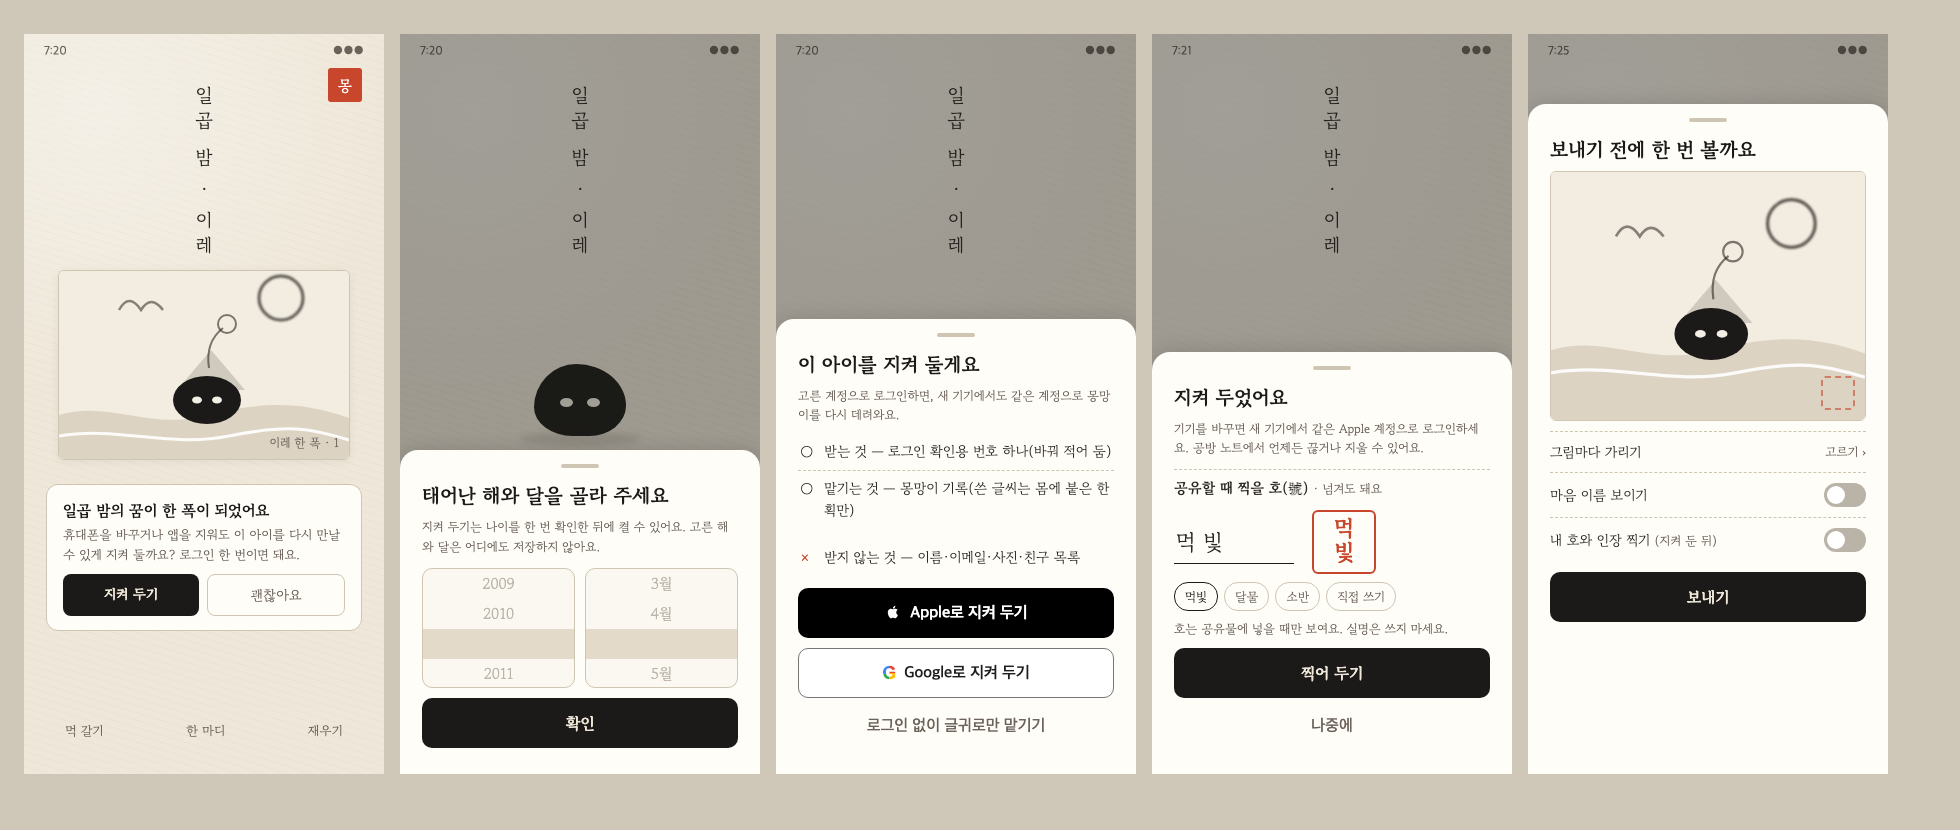 7:20
몽
일곱 밤 · 이레
이레 한 폭 · 1
일곱 밤의 꿈이 한 폭이 되었어요
휴대폰을 바꾸거나 앱을 지워도 이 아이를 다시 만날
수 있게 지켜 둘까요? 로그인 한 번이면 돼요.
지켜 두기
괜찮아요
먹 갈기
한 마디
재우기
7:20
일곱 밤 · 이레
태어난 해와 달을 골라 주세요
지켜 두기는 나이를 한 번 확인한 뒤에 켤 수 있어요. 고른 해
와 달은 어디에도 저장하지 않아요.
2009
2010
2011
3월
4월
5월
확인
7:20
일곱 밤 · 이레
이 아이를 지켜 둘게요
고른 계정으로 로그인하면, 새 기기에서도 같은 계정으로 몽망
이를 다시 데려와요.
받는 것 — 로그인 확인용 번호 하나(바꿔 적어 둠)
맡기는 것 — 몽망이 기록(쓴 글씨는 몸에 붙은 한
획만)
× 받지 않는 것 — 이름·이메일·사진·친구 목록
Apple로 지켜 두기
Google로 지켜 두기
로그인 없이 글귀로만 맡기기
7:21
일곱 밤 · 이레
지켜 두었어요
기기를 바꾸면 새 기기에서 같은 Apple 계정으로 로그인하세
요. 공방 노트에서 언제든 끊거나 지울 수 있어요.
공유할 때 찍을 호(號) · 넘겨도 돼요
먹빛
먹빛
먹빛
달물
소반
직접 쓰기
호는 공유물에 넣을 때만 보여요. 실명은 쓰지 마세요.
찍어 두기
나중에
7:25
보내기 전에 한 번 볼까요
그림마다 가리기
고르기 ›
마음 이름 보이기
내 호와 인장 찍기 (지켜 둔 뒤)
보내기